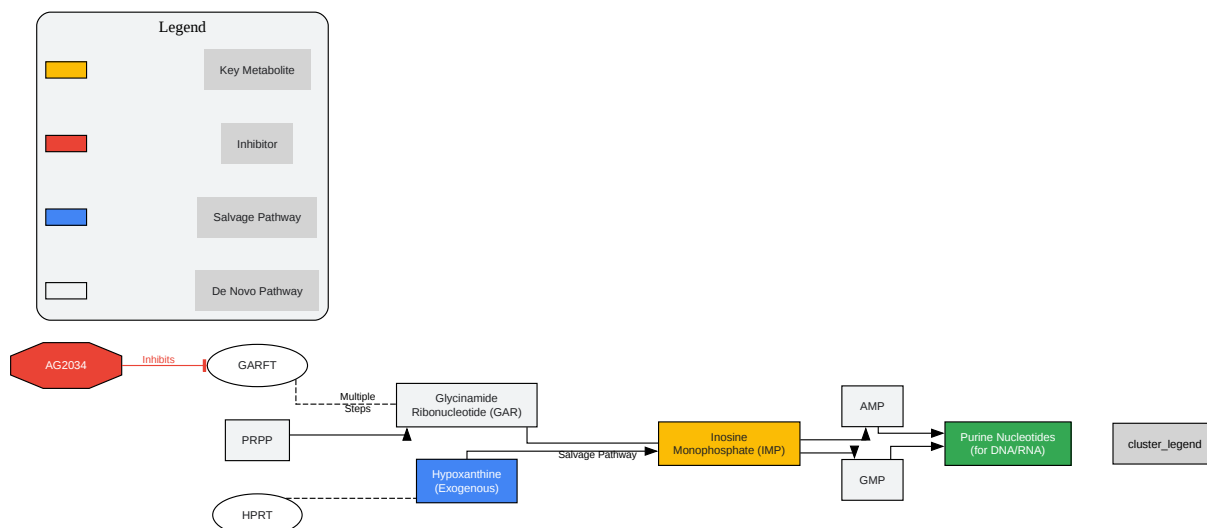 Legend
Key Metabolite
Inhibitor
Salvage Pathway
De Novo Pathway
AG2034
Inhibits
GARFT
Multiple
Steps
Glycinamide
Ribonucleotide (GAR)
PRPP
Hypoxanthine
(Exogenous)
HPRT
Salvage Pathway
Inosine
Monophosphate (IMP)
AMP
GMP
Purine Nucleotides
(for DNA/RNA)
cluster_legend